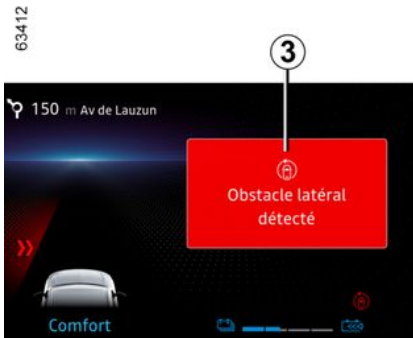 63412
3
150 m Av de Lauzun
Obstacle latéral
détecté
Comfort